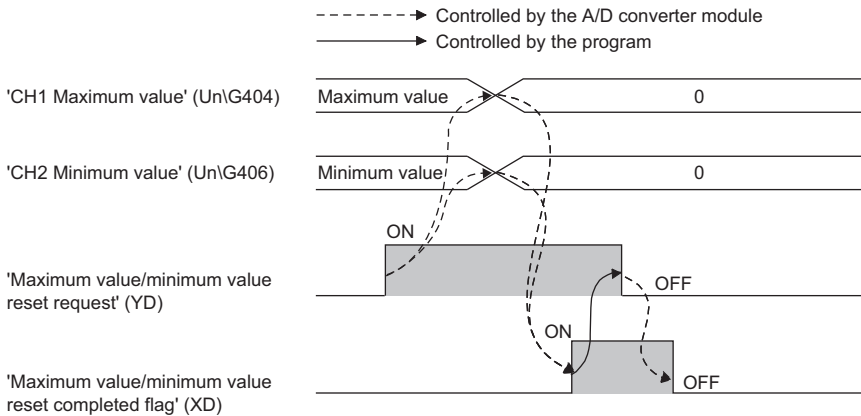 Controlled by the A/D converter module
Controlled by the program
'CH1 Maximum value' (Un\G404)
Maximum value
0
'CH2 Minimum value' (Un\G406)
Minimum value
0
ON
'Maximum value/minimum value
reset request' (YD)
OFF
ON
'Maximum value/minimum value
reset completed flag' (XD)
OFF